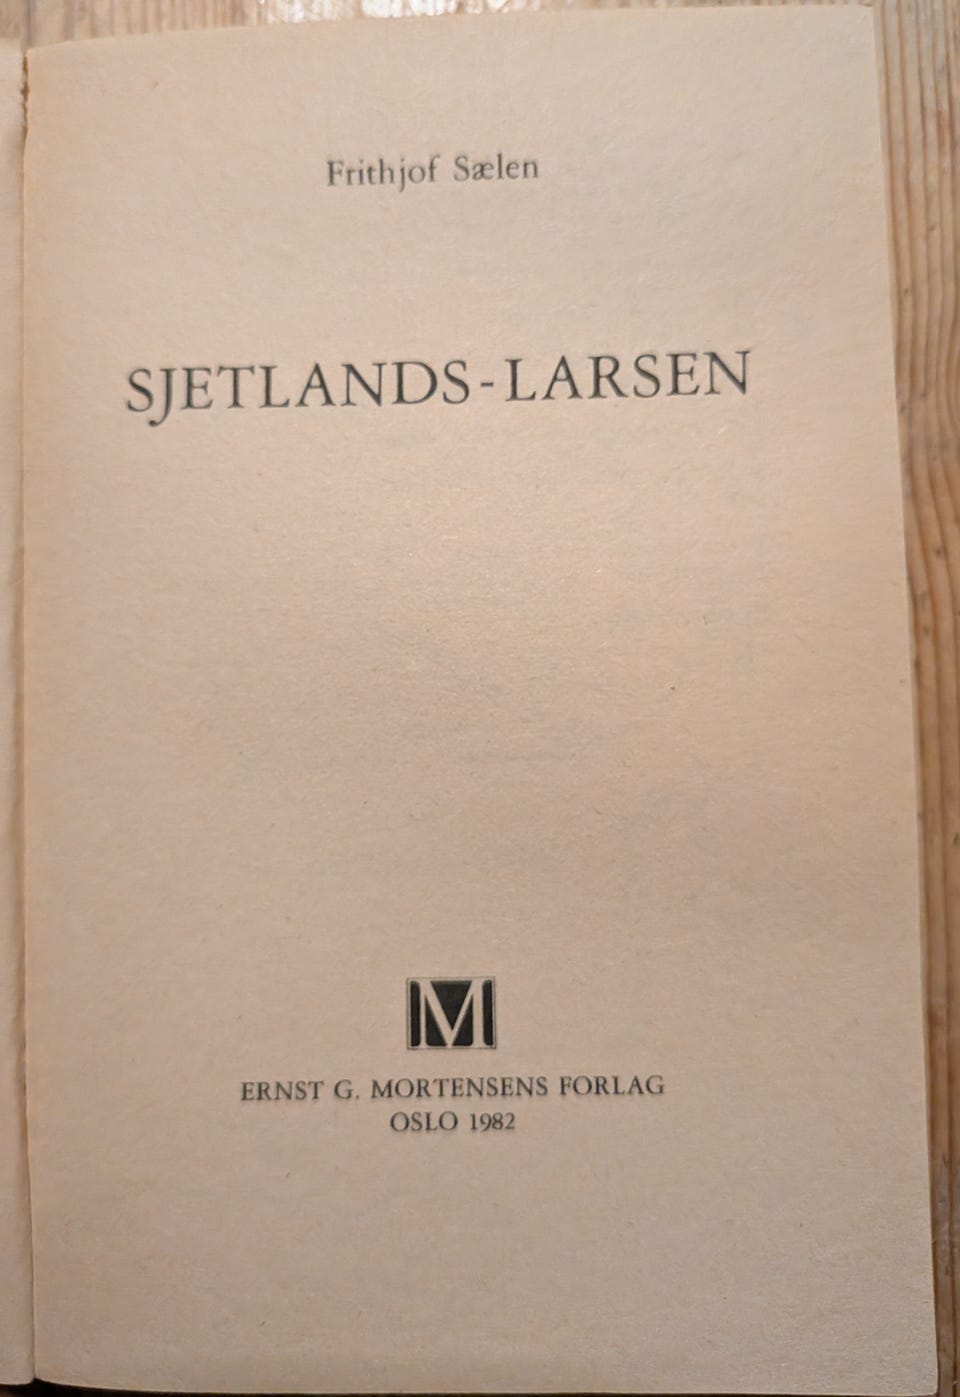 Frithjof Sælen
SJETLANDS-LARSEN
M
ERNST G. MORTENSENS FORLAG
OSLO 1982